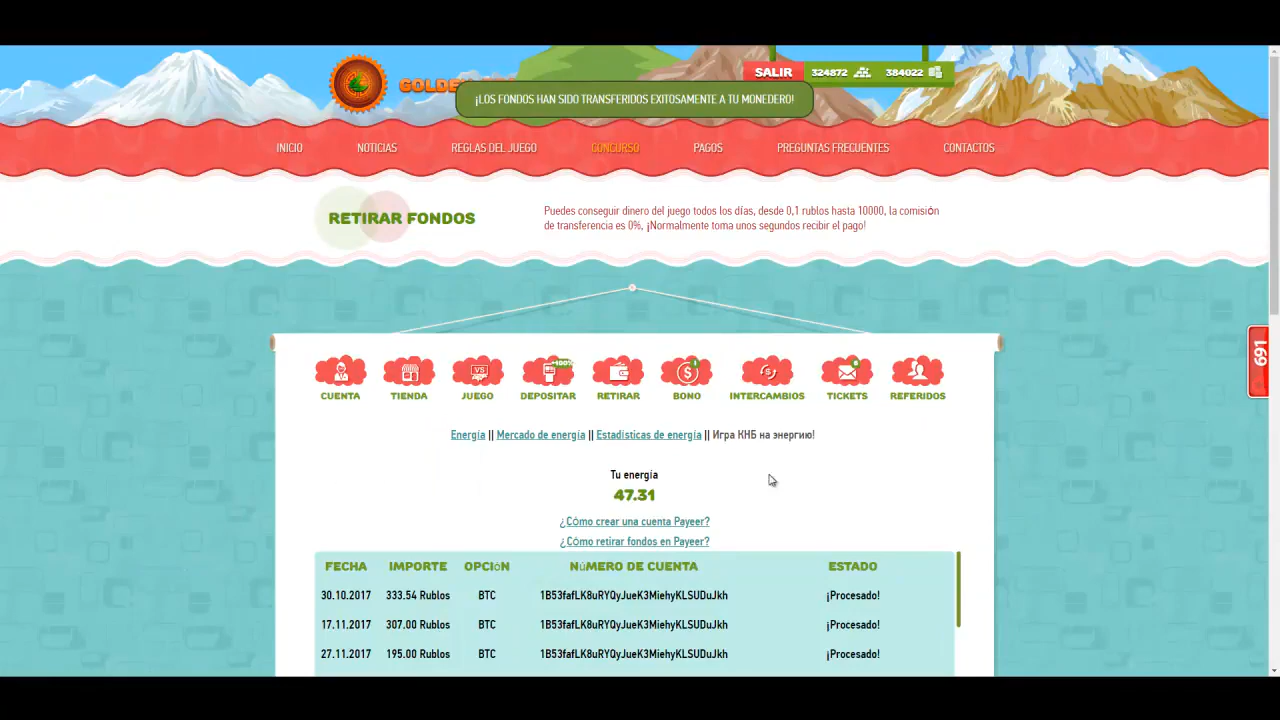 GOLDE
SALIR 324872 384022
¡LOS FONDOS HAN SIDO TRANSFERIDOS EXITOSAMENTE A TU MONEDERO!
INICIO NOTICIAS REGLAS DEL JUEGO CONCURSO PAGOS PREGUNTAS FRECUENTES CONTACTOS
RETIRAR FONDOS
Puedes conseguir dinero del juego todos los días, desde 0,1 rublos hasta 10000, la comisión
de transferencia es 0%, ¡Normalmente toma unos segundos recibir el pago!
691
VS +100%
CUENTA TIENDA JUEGO DEPOSITAR RETIRAR BONO INTERCAMBIOS TICKETS REFERIDOS
Energía || Mercado de energía || Estadísticas de energía || Игра КНБ на энергию!
Tu energía
47.31
¿Cómo crear una cuenta Payeer?
¿Cómo retirar fondos en Payeer?
FECHA IMPORTE OPCIóN NúMERO DE CUENTA ESTADO
30.10.2017 333.54 Rublos BTC 1B53fafLK8uRYQyJueK3MiehyKLSUDuJkh ¡Procesado!
17.11.2017 307.00 Rublos BTC 1B53fafLK8uRYQyJueK3MiehyKLSUDuJkh ¡Procesado!
27.11.2017 195.00 Rublos BTC 1B53fafLK8uRYQyJueK3MiehyKLSUDuJkh ¡Procesado!